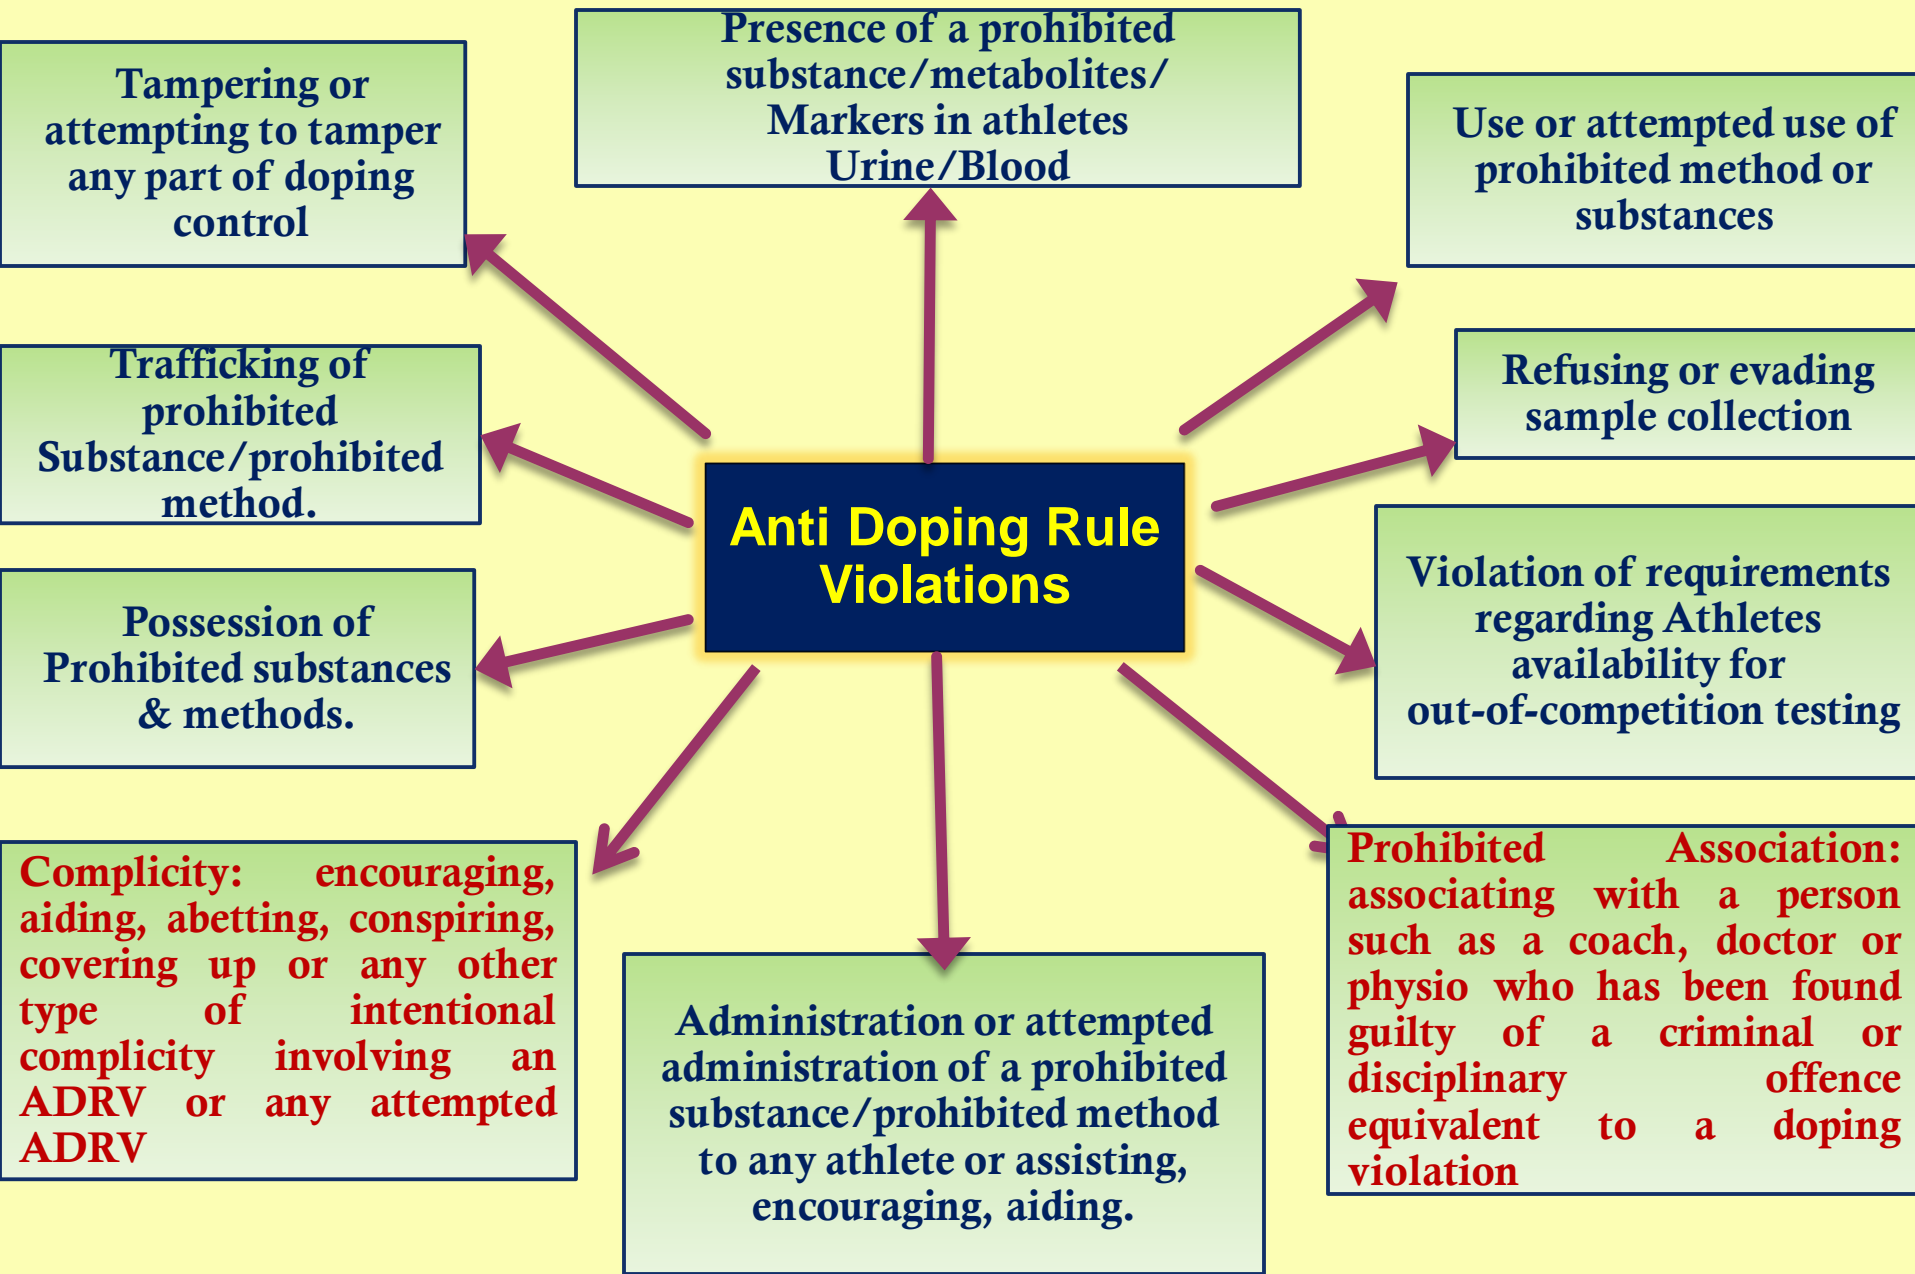 Presence of a prohibited
substance/metabolites/
Markers in athletes
Urine/Blood
Tampering or
attempting to tamper
any part of doping
control
Use or attempted use of
prohibited method or
substances
Trafficking of
prohibited
Substance/prohibited
method.
Refusing or evading
sample collection
Anti Doping Rule
Violations
Possession of
Prohibited substances
& methods.
Violation of requirements
regarding Athletes
availability for
out-of-competition testing
Complicity: encouraging,
aiding, abetting, conspiring,
covering up or any other
type of intentional
complicity involving an
ADRV or any attempted
ADRV
Administration or attempted
administration of a prohibited
substance/prohibited method
to any athlete or assisting,
encouraging, aiding.
Prohibited Association:
associating with a person
such as a coach, doctor or
physio who has been found
guilty of a criminal or
disciplinary offence
equivalent to a doping
violation